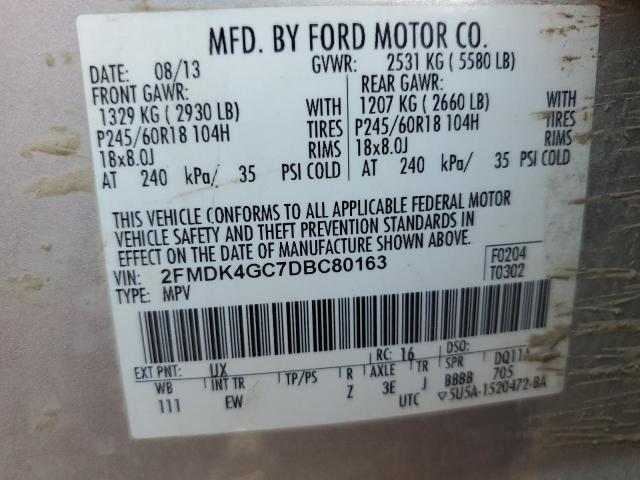 MFD. BY FORD MOTOR CO.
DATE: 08/13 GVWR: 2531 KG ( 5580 LB)
FRONT GAWR: REAR GAWR:
1329 KG ( 2930 LB) WITH 1207 KG ( 2660 LB) WITH
P245/60R18 104H TIRES P245/60R18 104H TIRES
18x8.0J RIMS 18x8.0J RIMS
AT 240 kPa/ 35 PSI COLD AT 240 kPa/ 35 PSI COLD
THIS VEHICLE CONFORMS TO ALL APPLICABLE FEDERAL MOTOR
VEHICLE SAFETY AND THEFT PREVENTION STANDARDS IN
EFFECT ON THE DATE OF MANUFACTURE SHOWN ABOVE.
VIN: 2FMDK4GC7DBC80163 F0204
TYPE: MPV T0302
EXT PNT: UX RC: 16 DSO:
WB INT TR TP/PS R AXLE TR SPR DQ11A
111 EW Z 3E J BBBB 705
UTC ▽5U5A-1520472-BA